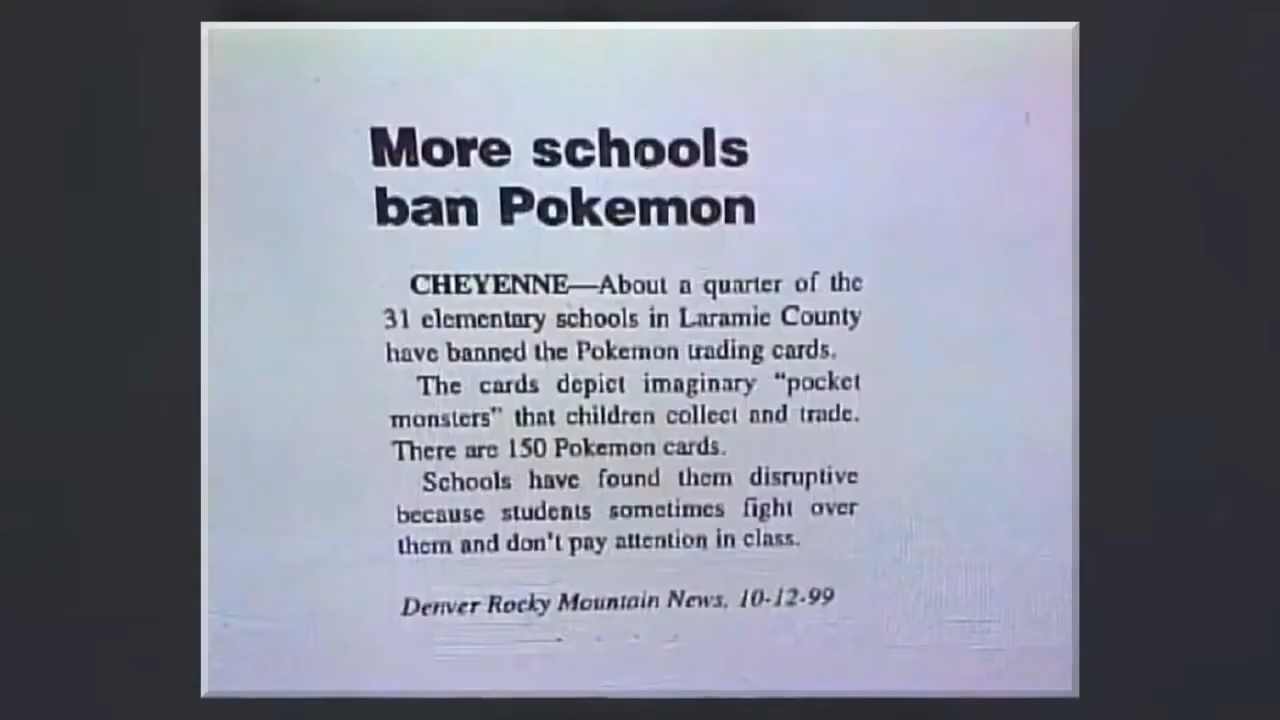 More schools
ban Pokemon
CHEYENNE—About a quarter of the
31 elementary schools in Laramie County
have banned the Pokemon trading cards.
The cards depict imaginary “pocket
monsters” that children collect and trade.
There are 150 Pokemon cards.
Schools have found them disruptive
because students sometimes fight over
them and don't pay attention in class.
Denver Rocky Mountain News, 10-12-99